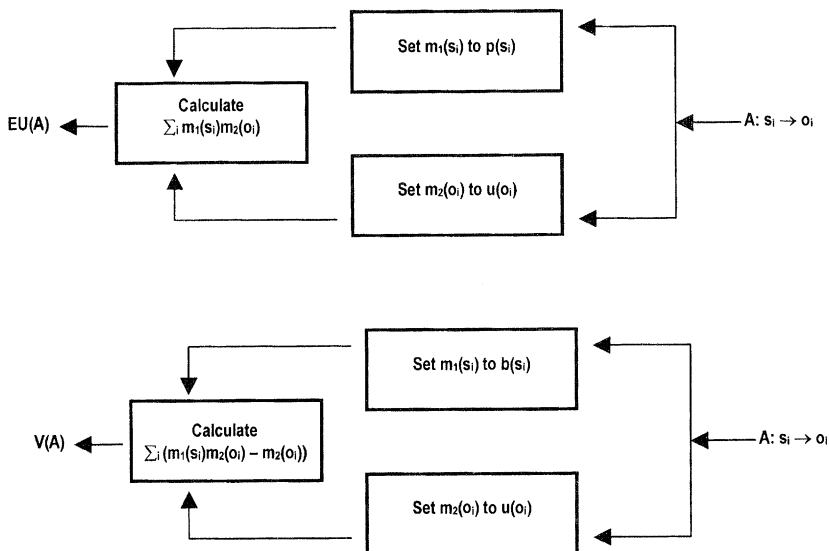 Set m₁(sᵢ) to p(sᵢ)
Calculate
∑ᵢ m₁(sᵢ)m₂(oᵢ)
EU(A)
A: sᵢ → oᵢ
Set m₂(oᵢ) to u(oᵢ)
Set m₁(sᵢ) to b(sᵢ)
Calculate
∑ᵢ (m₁(sᵢ)m₂(oᵢ) – m₂(oᵢ))
V(A)
A: sᵢ → oᵢ
Set m₂(oᵢ) to u(oᵢ)